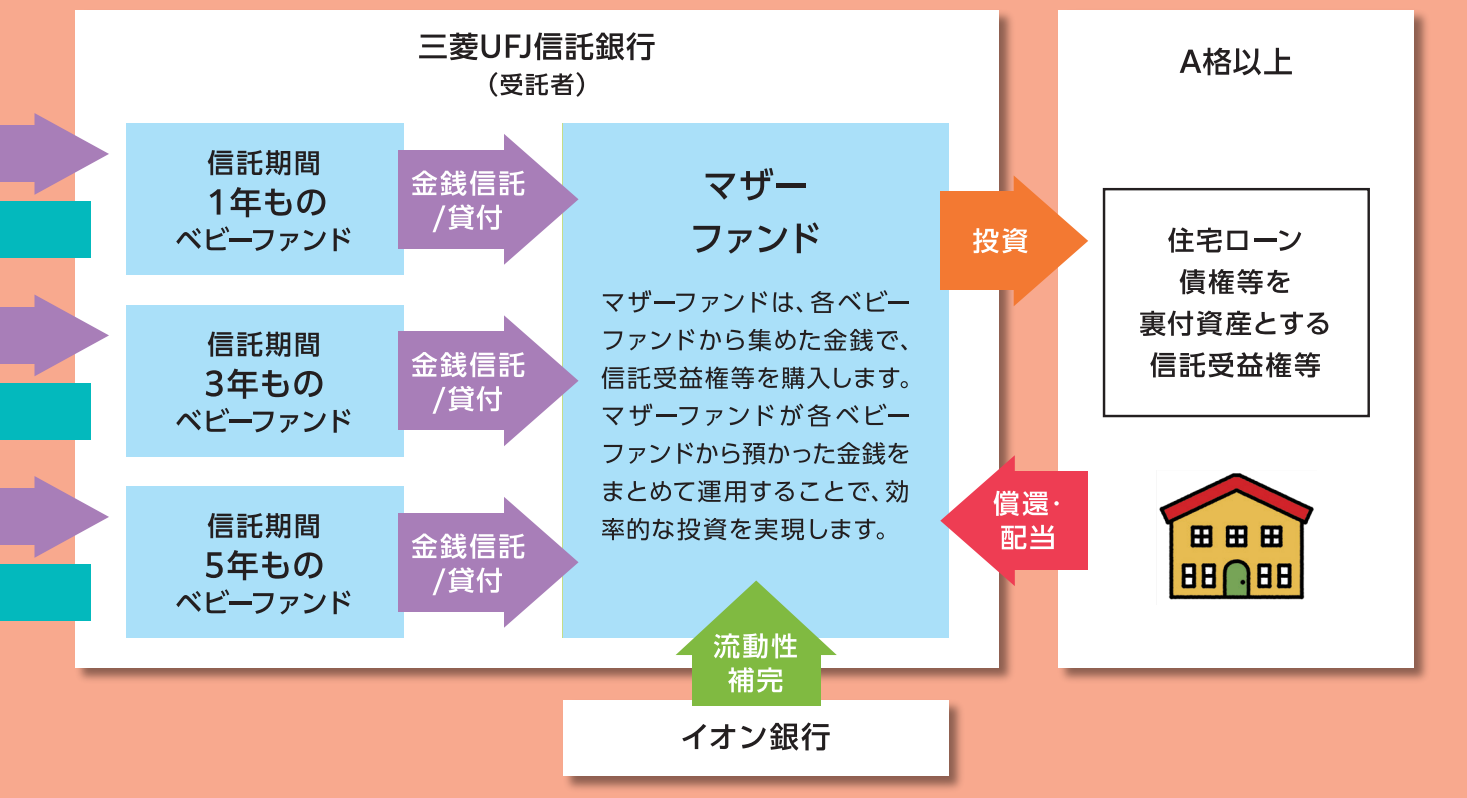 三菱UFJ信託銀行
（受託者）
信託期間
1年もの
ベビーファンド
金銭信託
/貸付
信託期間
3年もの
ベビーファンド
金銭信託
/貸付
信託期間
5年もの
ベビーファンド
金銭信託
/貸付
マザー
ファンド
マザーファンドは、各ベビー
ファンドから集めた金銭で、
信託受益権等を購入します。
マザーファンドが各ベビー
ファンドから預かった金銭を
まとめて運用することで、効
率的な投資を実現します。
流動性
補完
イオン銀行
投資
償還・
配当
A格以上
住宅ローン
債権等を
裏付資産とする
信託受益権等